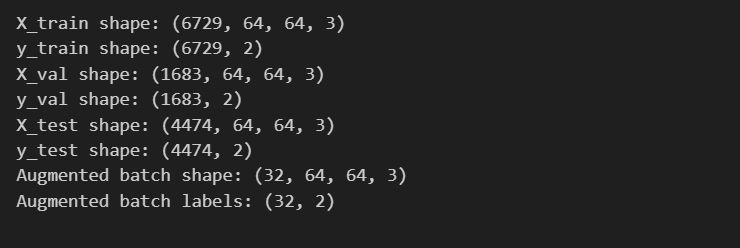 X_train shape: (6729, 64, 64, 3)
y_train shape: (6729, 2)
X_val shape: (1683, 64, 64, 3)
y_val shape: (1683, 2)
X_test shape: (4474, 64, 64, 3)
y_test shape: (4474, 2)
Augmented batch shape: (32, 64, 64, 3)
Augmented batch labels: (32, 2)